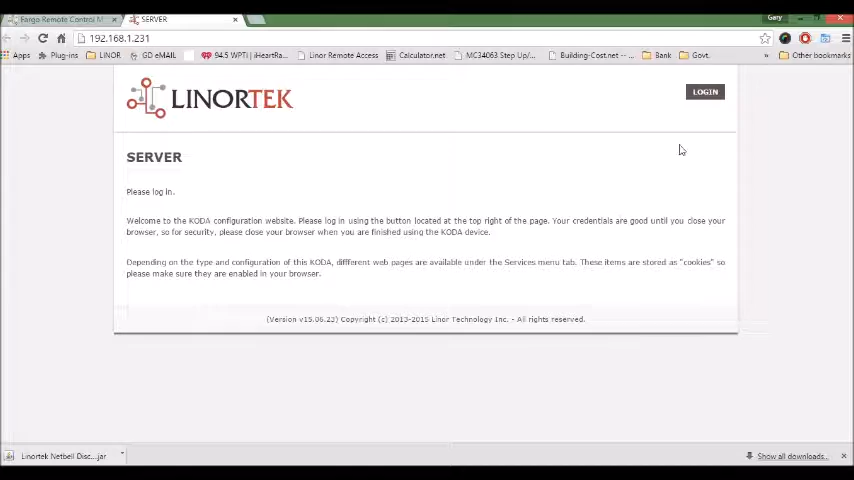 Fargo Remote Control M
SERVER
Gary
192.168.1.231
Apps
Plug-ins
LINOR
GD eMAIL
94.5 WPTI | iHeartRa...
Linor Remote Access
Calculator.net
MC34063 Step Up/...
Building-Cost.net -- ...
Bank
Govt.
»
Other bookmarks
LINORTEK
LOGIN
SERVER
Please log in.
Welcome to the KODA configuration website. Please log in using the button located at the top right of the page. Your credentials are good until you close your
browser, so for security, please close your browser when you are finished using the KODA device.
Depending on the type and configuration of this KODA, diffferent web pages are available under the Services menu tab. These items are stored as "cookies" so
please make sure they are enabled in your browser.
(Version v15.06.23) Copyright (c) 2013-2015 Linor Technology Inc. - All rights reserved.
Linortek Netbell Disc....jar
Show all downloads...